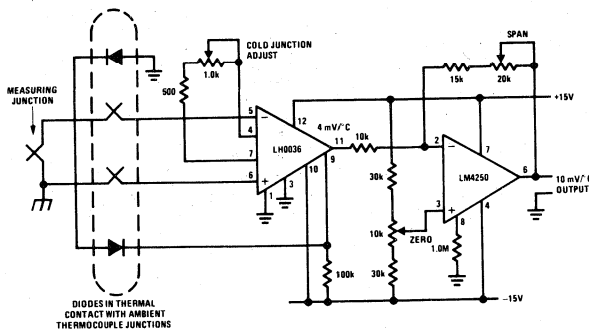 COLD JUNCTION
ADJUST
1.0k
500
MEASURING
JUNCTION
5
4
7
6
12
4 mV/°C
LH0036
11
10
9
1
3
10k
15k
SPAN
20k
+15V
2
7
LM4250
6
3
8
4
10 mV/°C
OUTPUT
30k
10k
ZERO
1.0M
30k
100k
−15V
DIODES IN THERMAL
CONTACT WITH AMBIENT
THERMOCOUPLE JUNCTIONS